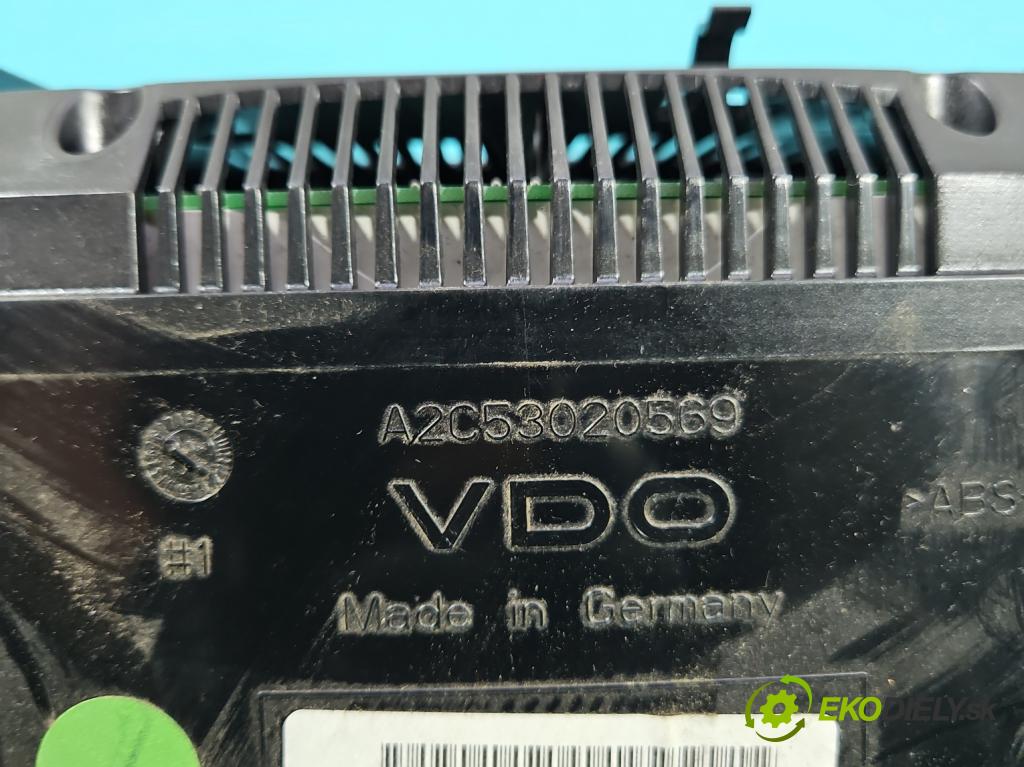 A2C53020569
VDO
>ABS
#1
Made in Germany
EKODIELY.sk